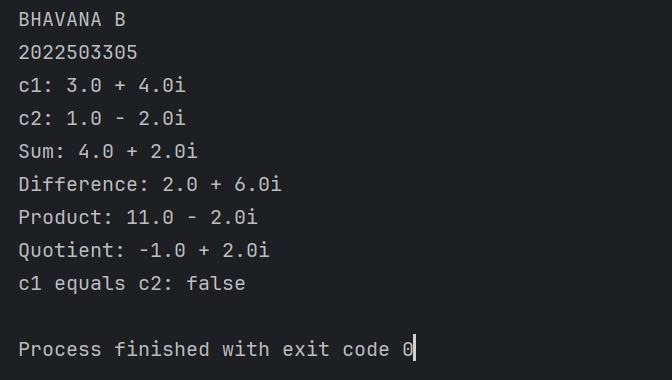 BHAVANA B
2022503305
c1: 3.0 + 4.0i
c2: 1.0 - 2.0i
Sum: 4.0 + 2.0i
Difference: 2.0 + 6.0i
Product: 11.0 - 2.0i
Quotient: -1.0 + 2.0i
c1 equals c2: false
Process finished with exit code 0